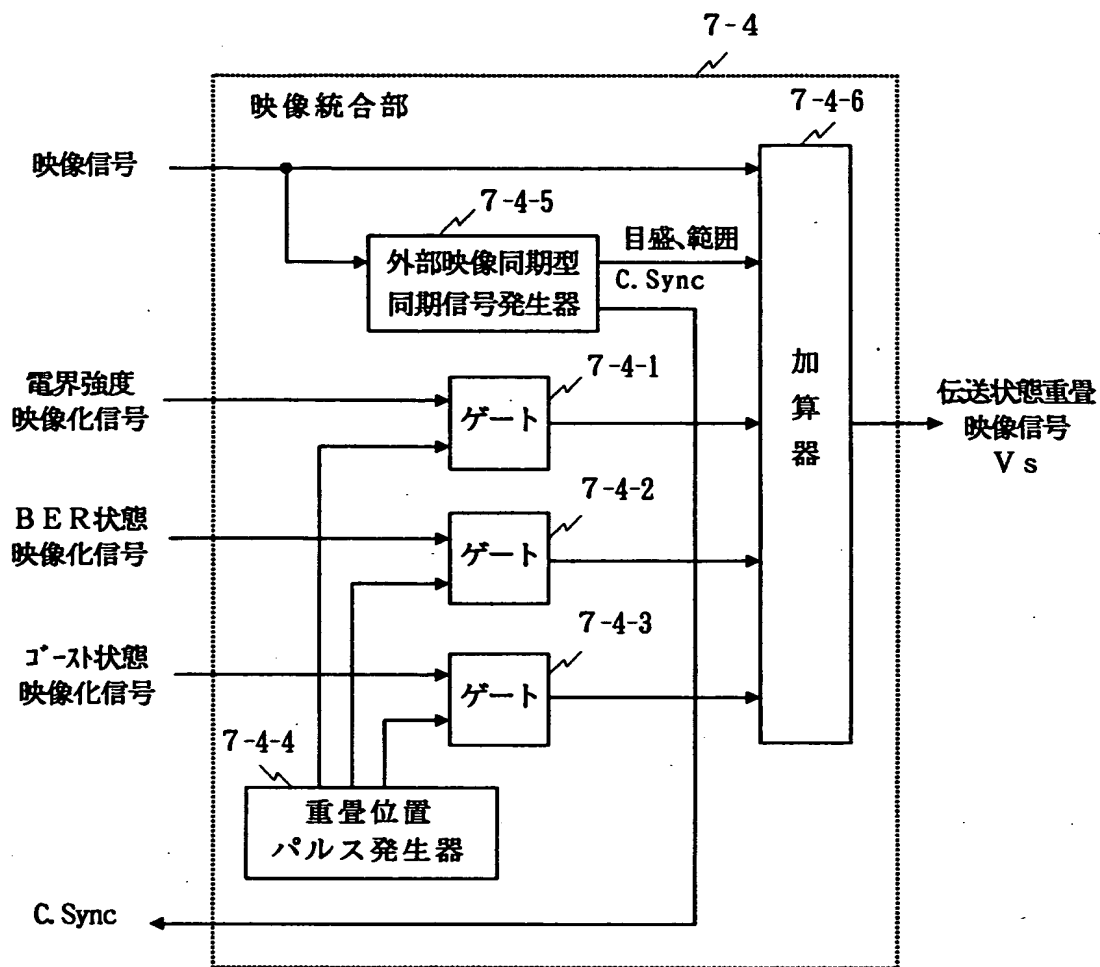 7-4
映像統合部
7-4-6
映像信号
7-4-5
外部映像同期型
同期信号発生器
目盛、範囲
C. Sync
加算器
電界強度
映像化信号
7-4-1
ゲート
伝送状態重畳
映像信号
Ｖｓ
7-4-2
ＢＥＲ状態
映像化信号
ゲート
7-4-3
ｺﾞｰｽﾄ状態
映像化信号
ゲート
7-4-4
重畳位置
パルス発生器
C. Sync